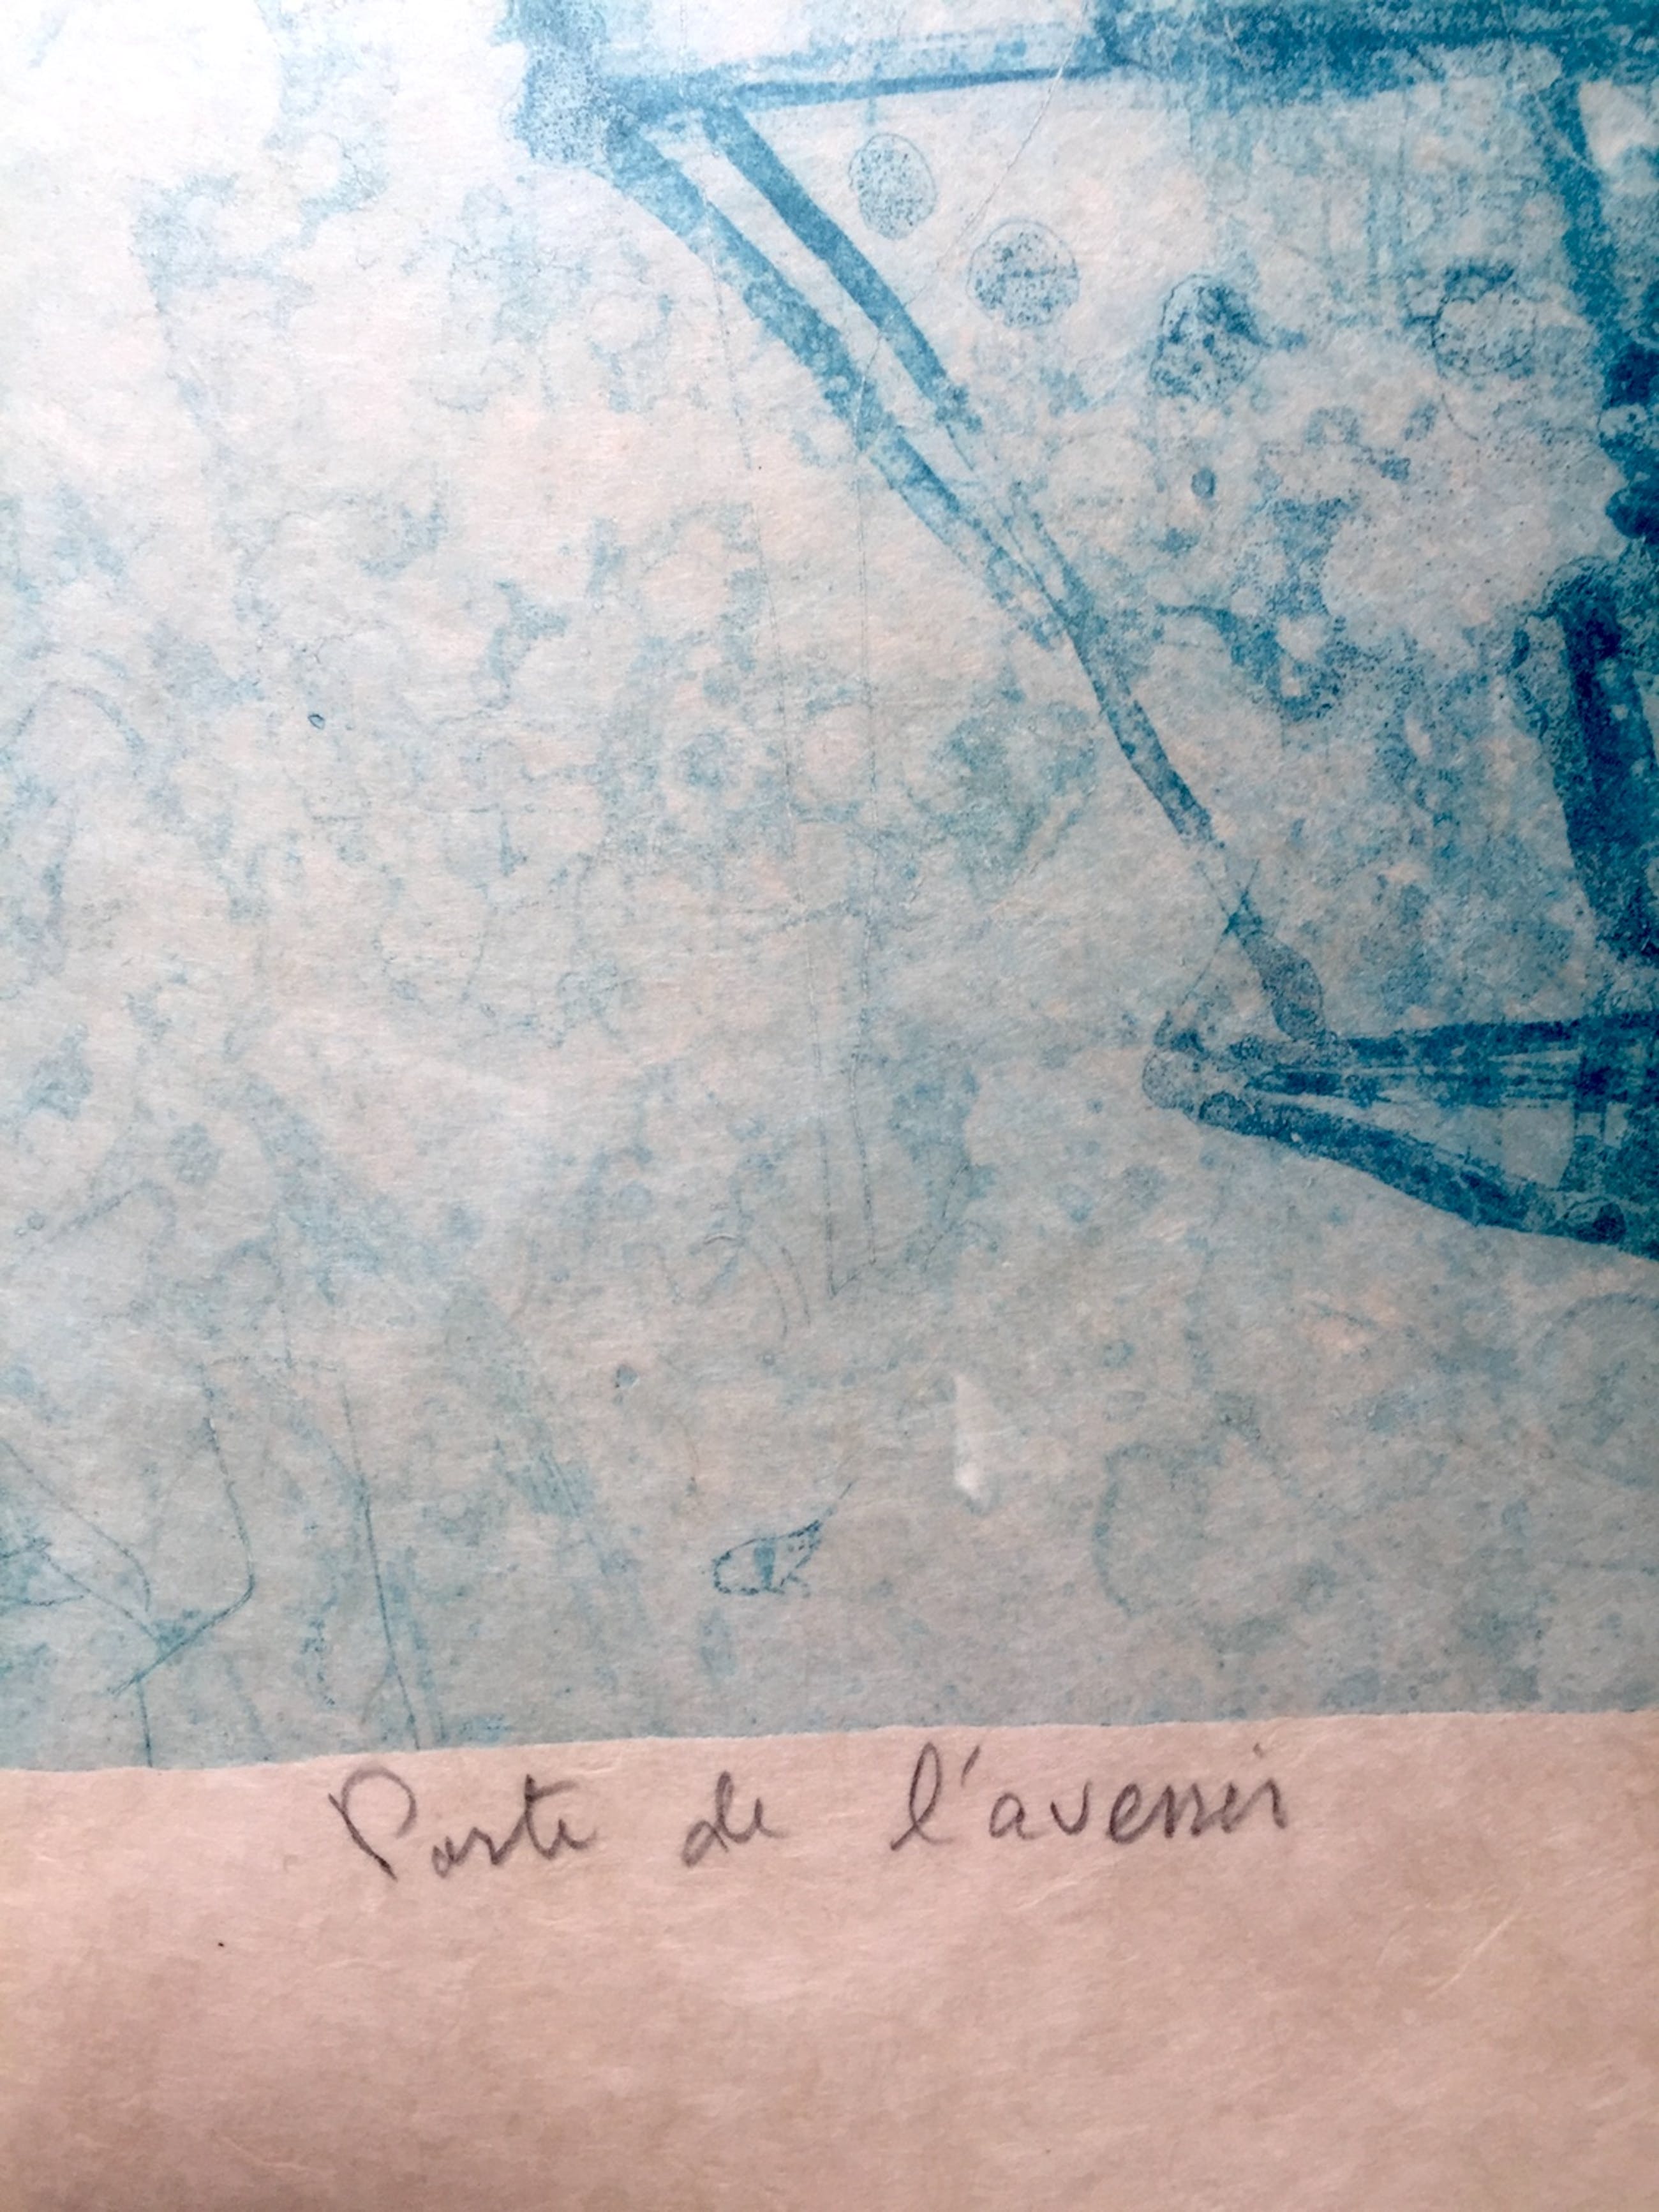 Porte de l'avenir